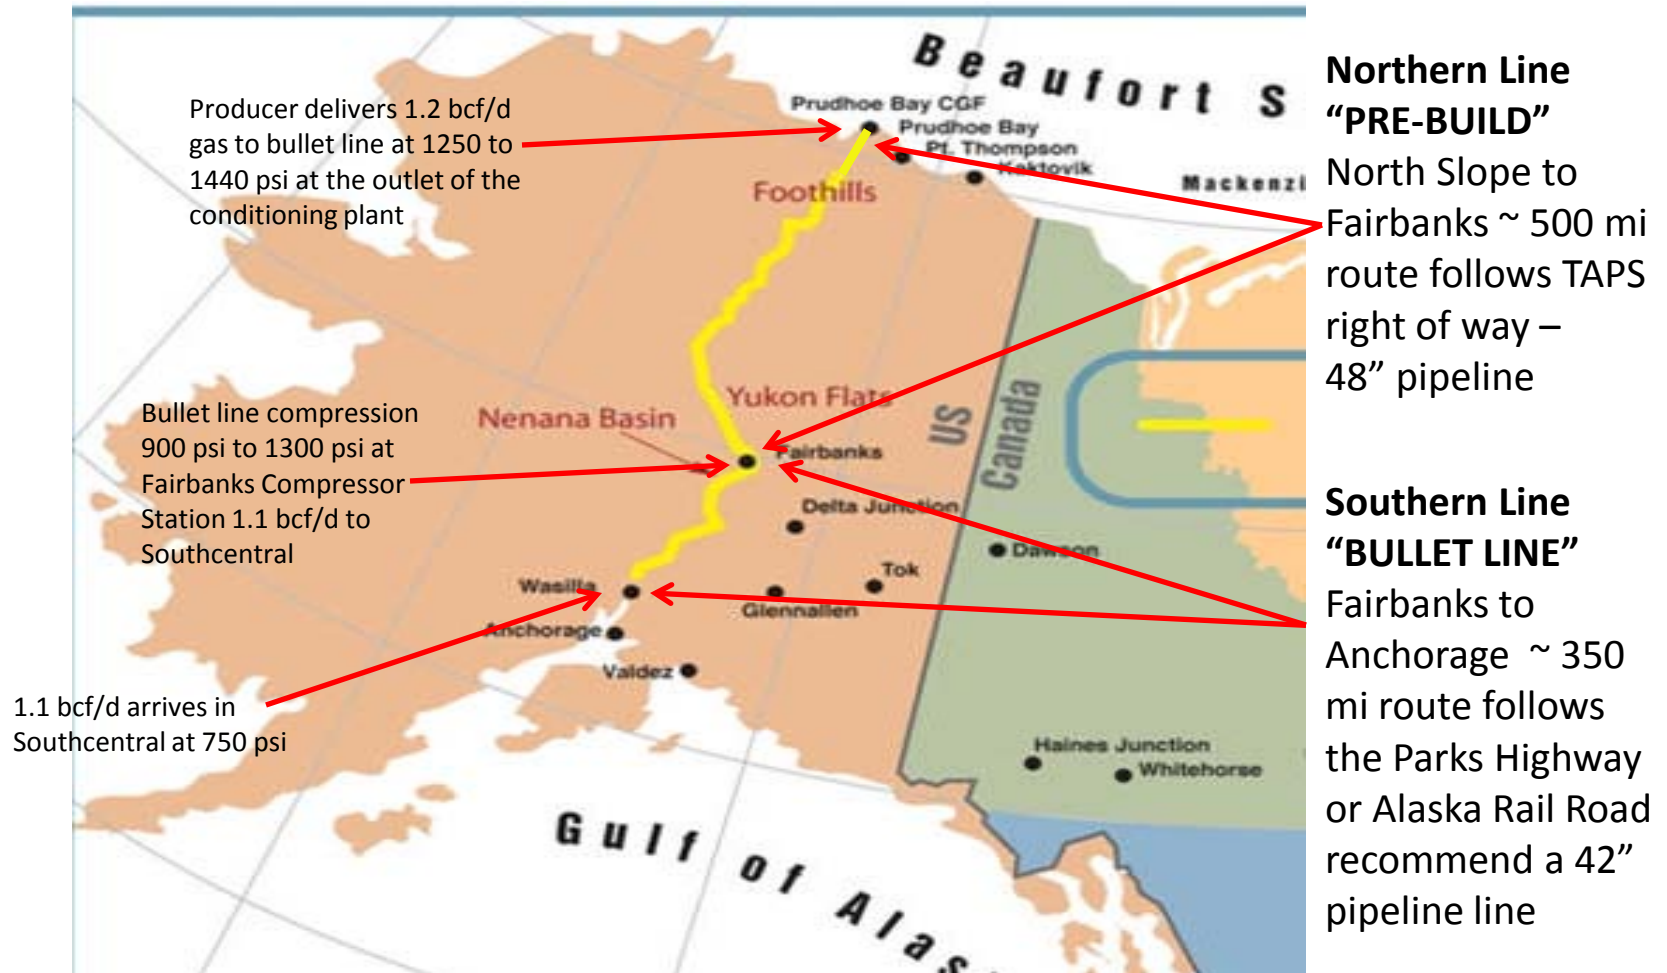 Beaufort S
Prudhoe Bay CGF
Prudhoe Bay
Pt. Thompson
Kaktovik
Mackenzi
Foothills
Producer delivers 1.2 bcf/d
gas to bullet line at 1250 to
1440 psi at the outlet of the
conditioning plant
Northern Line
“PRE-BUILD”
North Slope to
Fairbanks ~ 500 mi
route follows TAPS
right of way –
48” pipeline
Yukon Flats
Nenana Basin
US
Canada
Bullet line compression
900 psi to 1300 psi at
Fairbanks Compressor
Station 1.1 bcf/d to
Southcentral
Fairbanks
Delta Junction
Dawson
Tok
Glennallen
Wasilla
Anchorage
Valdez
Southern Line
“BULLET LINE”
Fairbanks to
Anchorage ~ 350
mi route follows
the Parks Highway
or Alaska Rail Road
recommend a 42”
pipeline line
1.1 bcf/d arrives in
Southcentral at 750 psi
Haines Junction
Whitehorse
Gulf of Alas